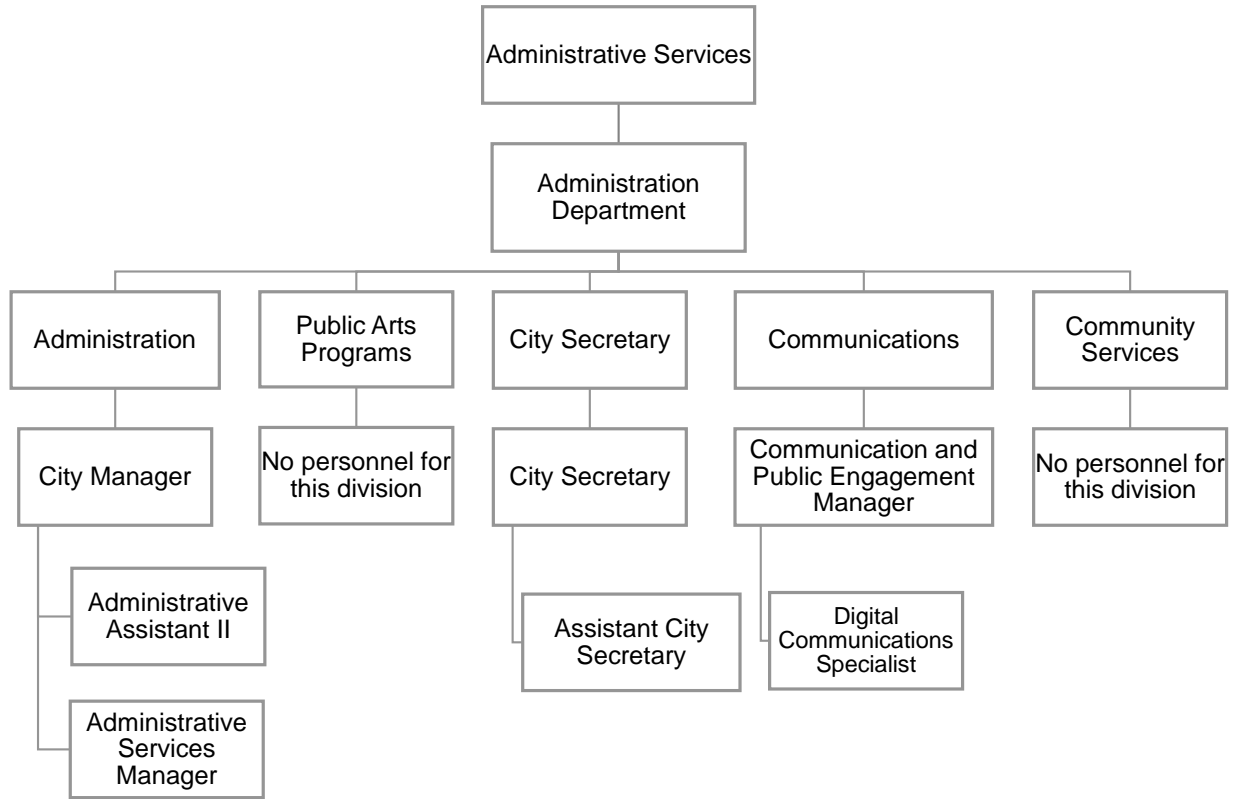 Administrative Services
Administration
Department
Administration
Public Arts
Programs
City Secretary
Communications
Community
Services
City Manager
No personnel for
this division
City Secretary
Communication and
Public Engagement
Manager
No personnel for
this division
Administrative
Assistant II
Assistant City
Secretary
Digital
Communications
Specialist
Administrative
Services
Manager